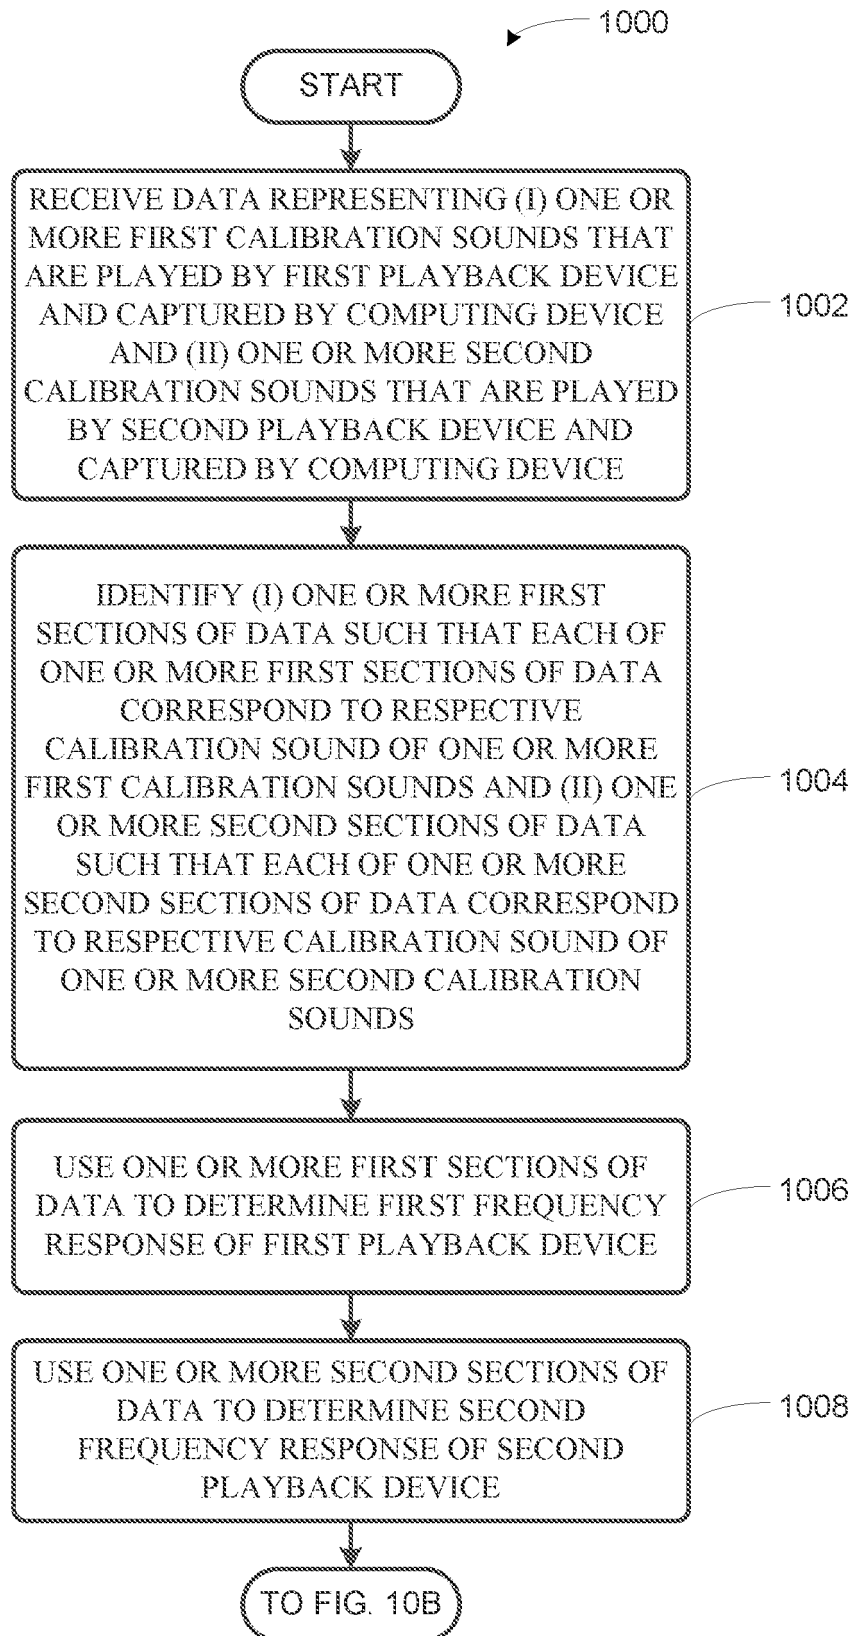 1000
START
RECEIVE DATA REPRESENTING (I) ONE OR
MORE FIRST CALIBRATION SOUNDS THAT
ARE PLAYED BY FIRST PLAYBACK DEVICE
AND CAPTURED BY COMPUTING DEVICE
AND (II) ONE OR MORE SECOND
CALIBRATION SOUNDS THAT ARE PLAYED
BY SECOND PLAYBACK DEVICE AND
CAPTURED BY COMPUTING DEVICE
1002
IDENTIFY (I) ONE OR MORE FIRST
SECTIONS OF DATA SUCH THAT EACH OF
ONE OR MORE FIRST SECTIONS OF DATA
CORRESPOND TO RESPECTIVE
CALIBRATION SOUND OF ONE OR MORE
FIRST CALIBRATION SOUNDS AND (II) ONE
OR MORE SECOND SECTIONS OF DATA
SUCH THAT EACH OF ONE OR MORE
SECOND SECTIONS OF DATA CORRESPOND
TO RESPECTIVE CALIBRATION SOUND OF
ONE OR MORE SECOND CALIBRATION
SOUNDS
1004
USE ONE OR MORE FIRST SECTIONS OF
DATA TO DETERMINE FIRST FREQUENCY
RESPONSE OF FIRST PLAYBACK DEVICE
1006
USE ONE OR MORE SECOND SECTIONS OF
DATA TO DETERMINE SECOND
FREQUENCY RESPONSE OF SECOND
PLAYBACK DEVICE
1008
TO FIG. 10B